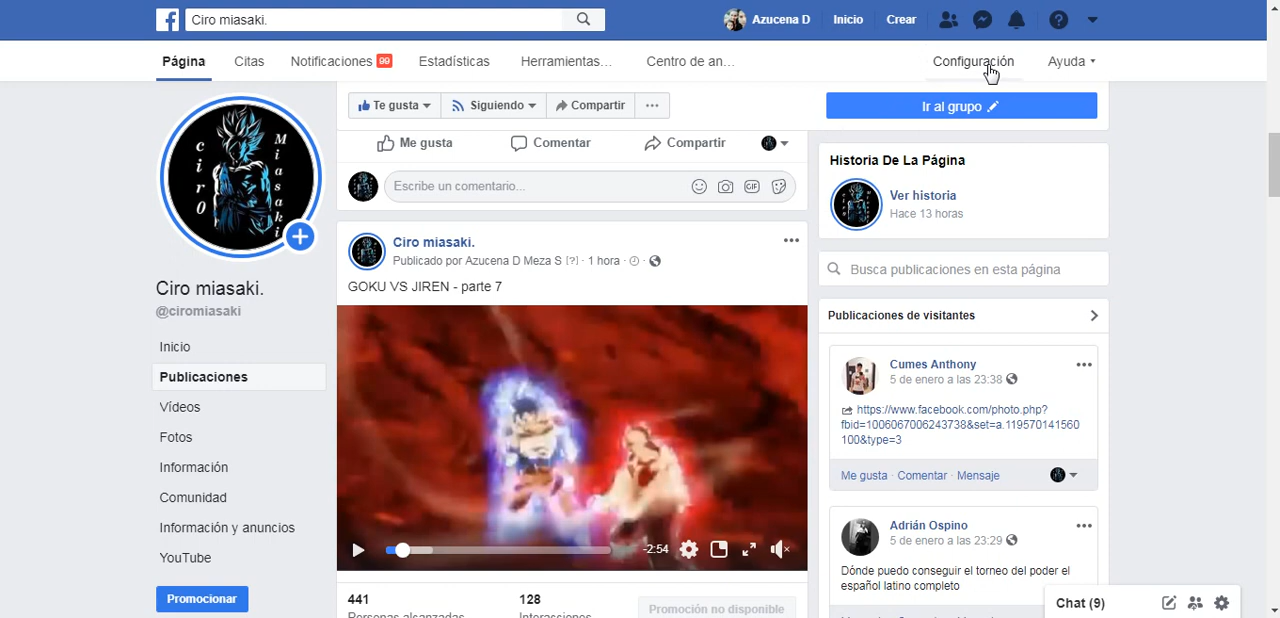 Ciro miasaki.
Azucena D
Inicio
Crear
Página
Citas
Notificaciones 99
Estadísticas
Herramientas...
Centro de an...
Configuración
Ayuda
Te gusta
Siguiendo
Compartir
...
Ir al grupo
Me gusta
Comentar
Compartir
Escribe un comentario...
GIF
cirO
Miasaki
Ciro miasaki.
@ciromiasaki
Inicio
Publicaciones
Vídeos
Fotos
Información
Comunidad
Información y anuncios
YouTube
Promocionar
Ciro miasaki.
Publicado por Azucena D Meza S [?] · 1 hora ·
GOKU VS JIREN - parte 7
-2:54
441
128
Personas alcanzadas
Interacciones
Promoción no disponible
Historia De La Página
Ver historia
Hace 13 horas
Busca publicaciones en esta página
Publicaciones de visitantes
Cumes Anthony
5 de enero a las 23:38
https://www.facebook.com/photo.php?
fbid=1006067006243738&set=a.119570141560
100&type=3
Me gusta · Comentar · Mensaje
Adrián Ospino
5 de enero a las 23:29
Dónde puedo conseguir el torneo del poder el
español latino completo
Chat (9)